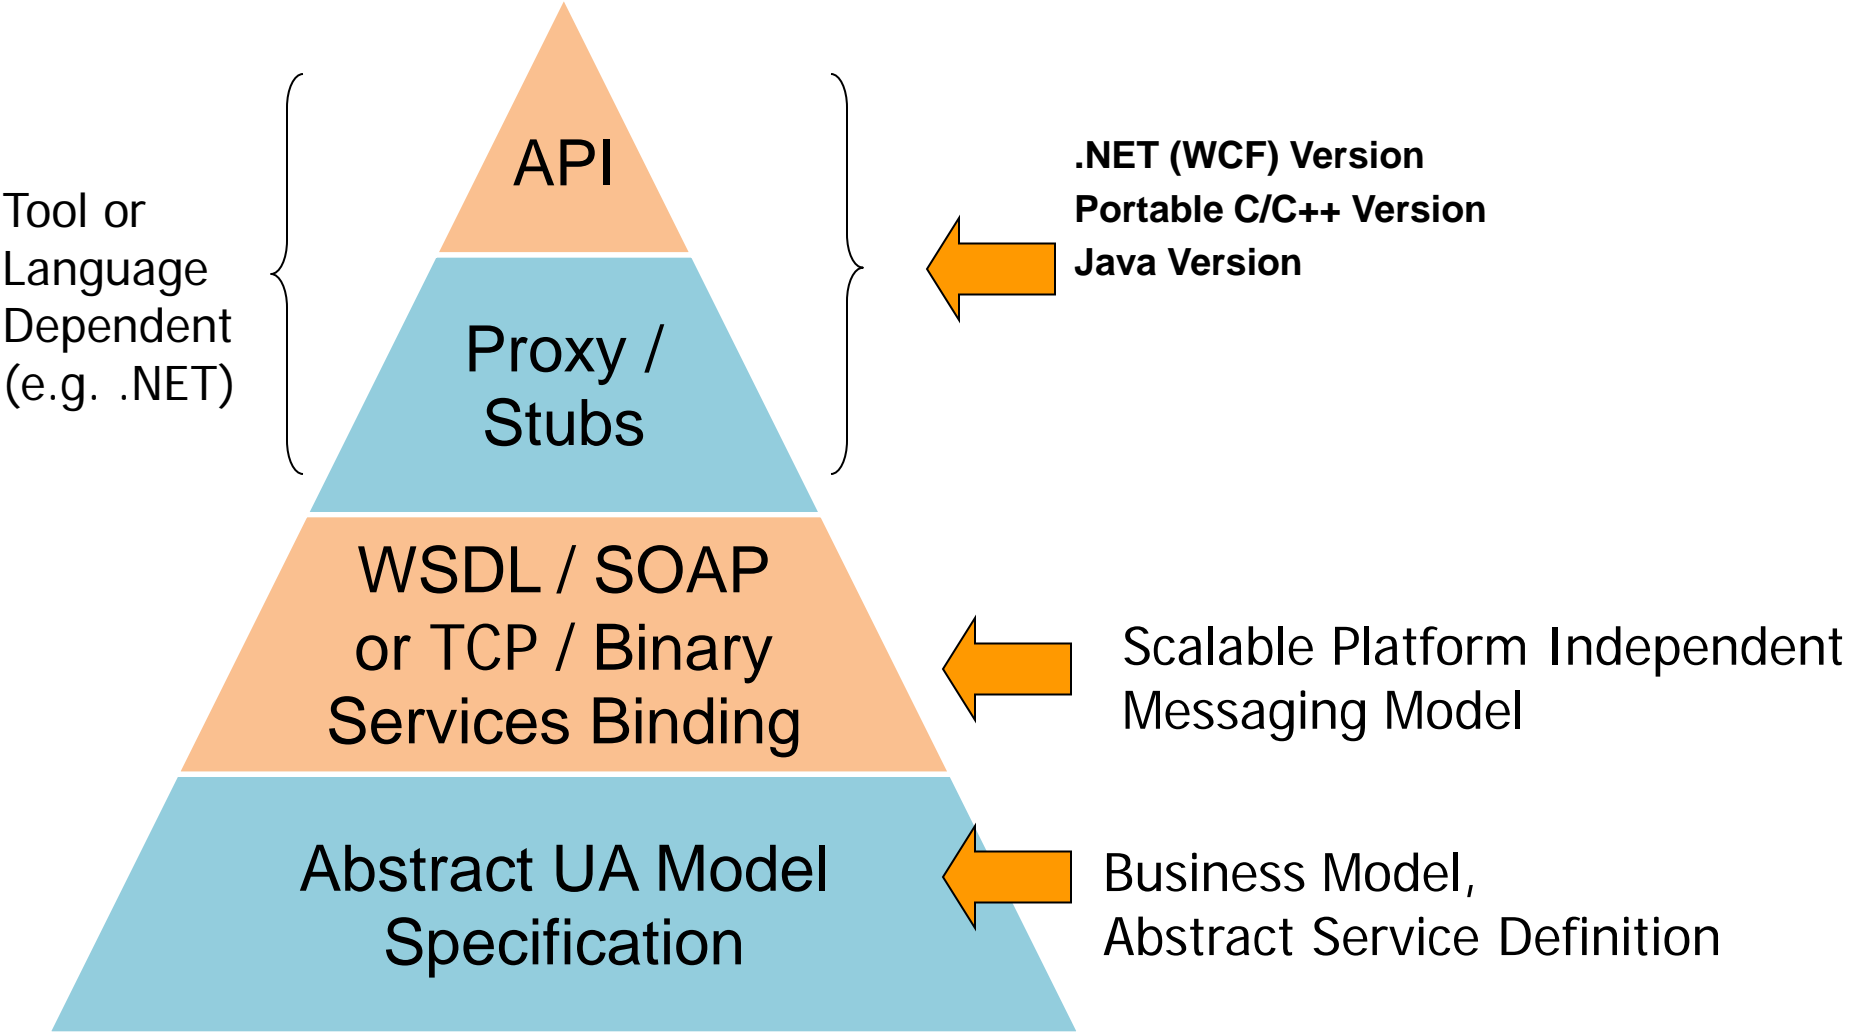 API
Tool or
Language
Dependent
(e.g. .NET)
.NET (WCF) Version
Portable C/C++ Version
Java Version
Proxy /
Stubs
WSDL / SOAP
or TCP / Binary
Services Binding
Scalable Platform Independent
Messaging Model
Abstract UA Model
Specification
Business Model,
Abstract Service Definition